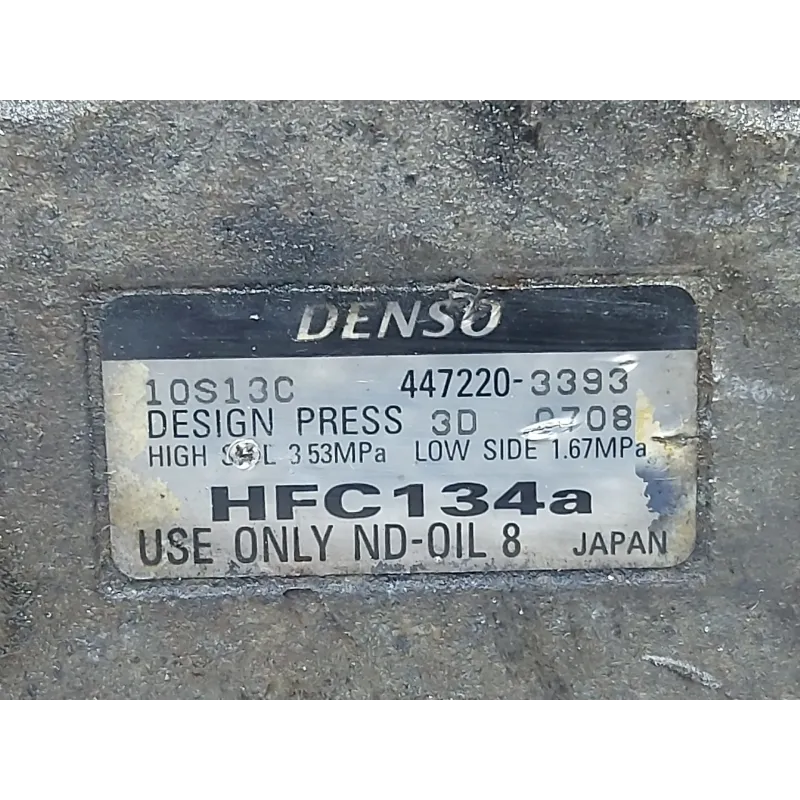 DENSO
10S13C 447220-3393
DESIGN PRESS 3D 0708
HIGH 3.53MPa LOW SIDE 1.67MPa
HFC134a
USE ONLY ND-OIL 8 JAPAN